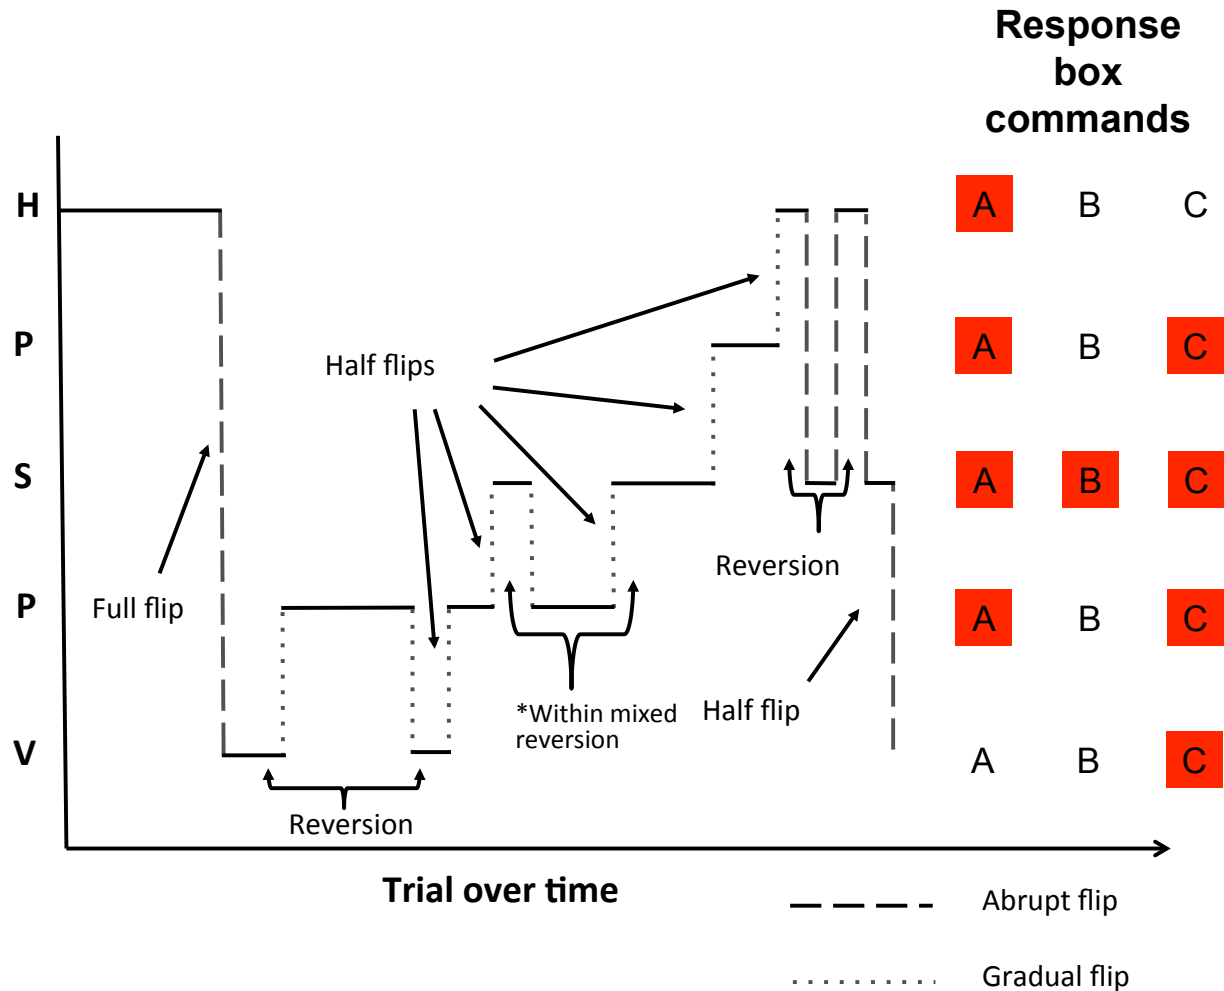 Response
box
commands
H
A B C
P
A B C
Half flips
S
A B C
Reversion
P
Full flip
A B C
*Within mixed
reversion
Half flip
V
A B C
Reversion
Trial over time
Abrupt flip
Gradual flip